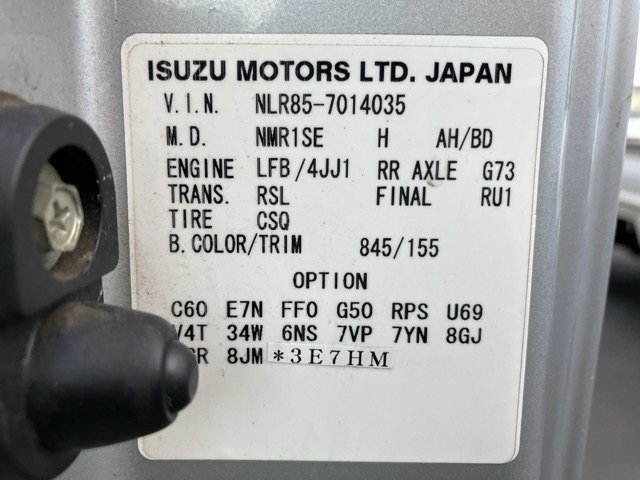 ISUZU MOTORS LTD. JAPAN
V.I.N. NLR85-7014035
M.D. NMR1SE H AH/BD
ENGINE LFB/4JJ1 RR AXLE G73
TRANS. RSL FINAL RU1
TIRE CSQ
B.COLOR/TRIM 845/155
OPTION
C60 E7N FF0 G50 RPS U69
V4T 34W 6NS 7VP 7YN 8GJ
8JM *3E7HM